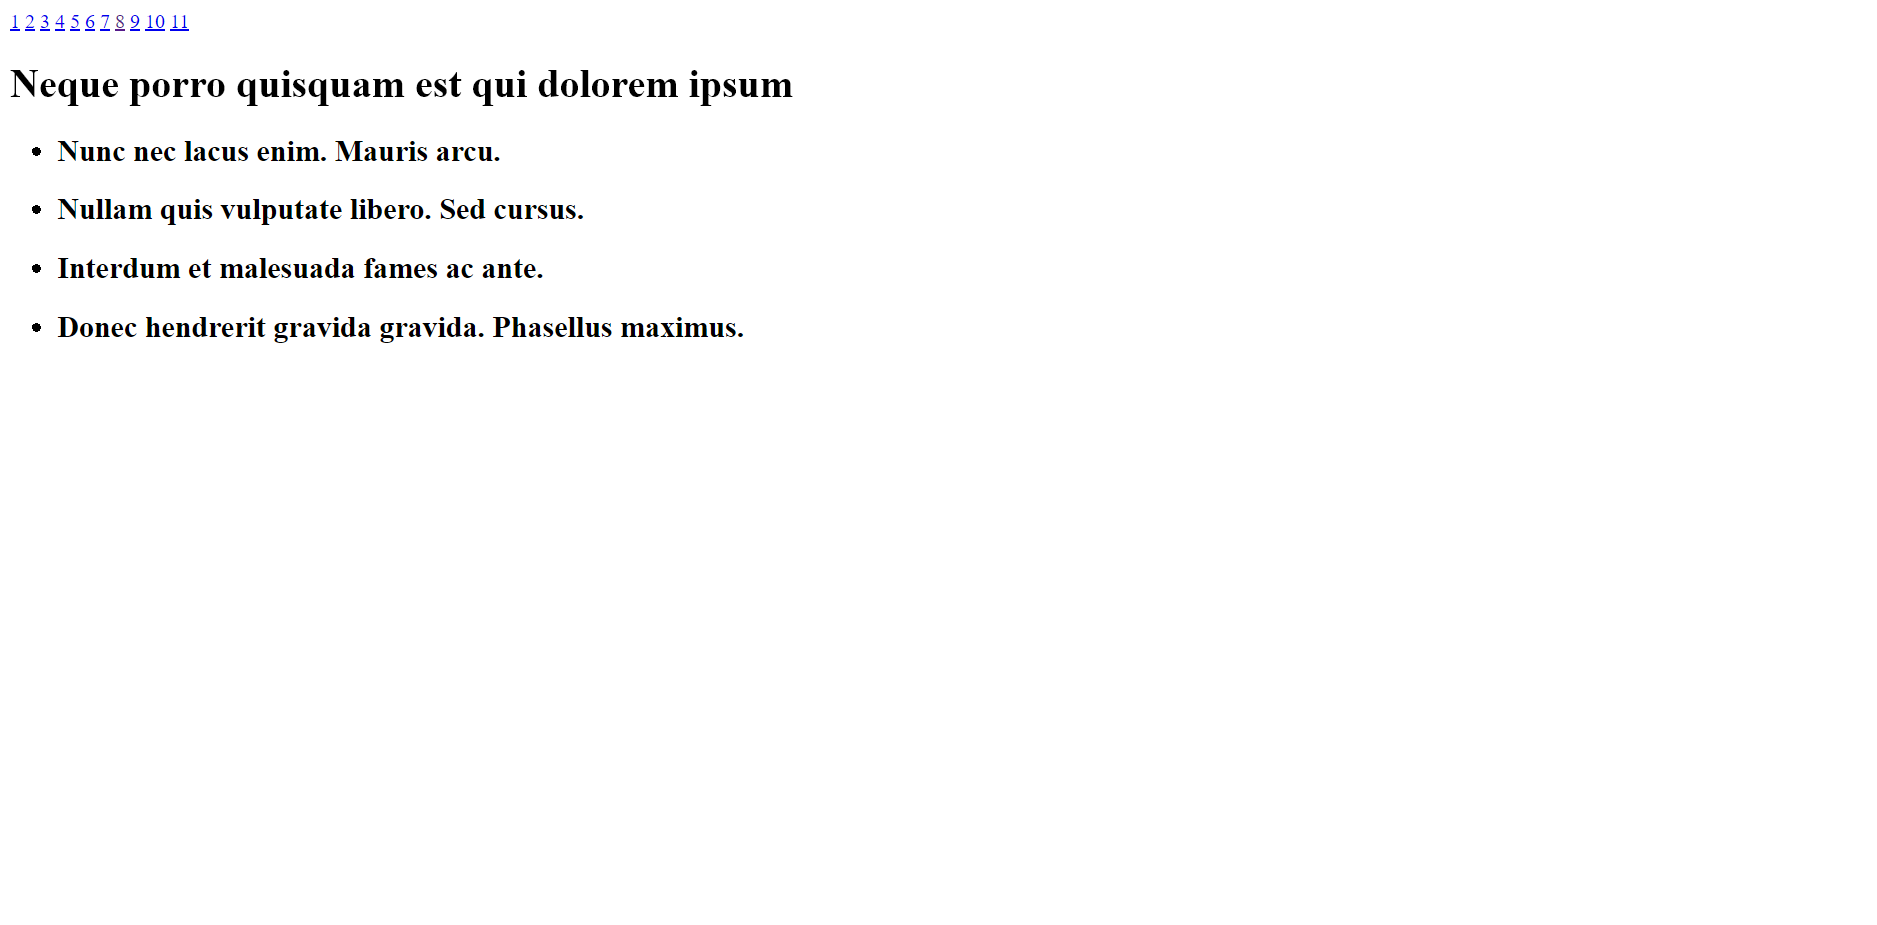 1 2 3 4 5 6 7 8 9 10 11
Neque porro quisquam est qui dolorem ipsum
Nunc nec lacus enim. Mauris arcu.
Nullam quis vulputate libero. Sed cursus.
Interdum et malesuada fames ac ante.
Donec hendrerit gravida gravida. Phasellus maximus.